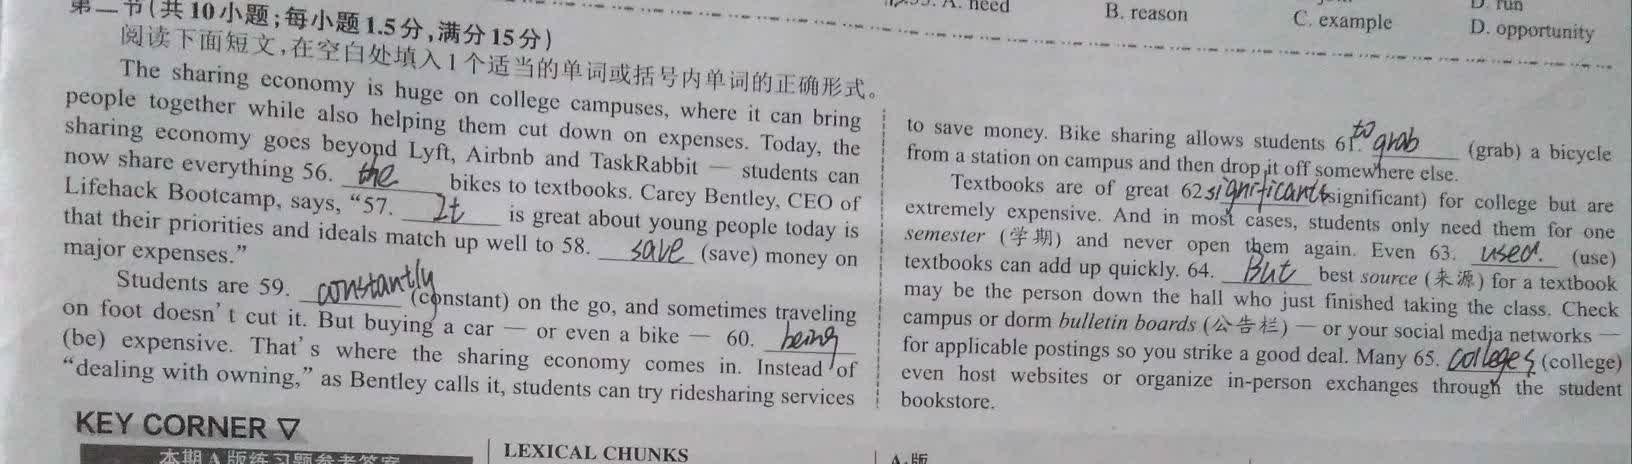 第二节(共10小题;每小题1.5分,满分15分)
阅读下面短文,在空白处填入1个适当的单词或括号内单词的正确形式。
The sharing economy is huge on college campuses, where it can bring
people together while also helping them cut down on expenses. Today, the
sharing economy goes beyond Lyft, Airbnb and TaskRabbit — students can
now share everything 56. the bikes to textbooks. Carey Bentley, CEO of
Lifehack Bootcamp, says, “57. It is great about young people today is
that their priorities and ideals match up well to 58. save (save) money on
major expenses.”
Students are 59. constantly (constant) on the go, and sometimes traveling
on foot doesn't cut it. But buying a car — or even a bike — 60. being
(be) expensive. That's where the sharing economy comes in. Instead of
“dealing with owning,” as Bentley calls it, students can try ridesharing services
A. need
B. reason
C. example
D. run
D. opportunity
to save money. Bike sharing allows students 61. to grab (grab) a bicycle
from a station on campus and then drop it off somewhere else.
Textbooks are of great 62. significant (significant) for college but are
extremely expensive. And in most cases, students only need them for one
semester (学期) and never open them again. Even 63. used. (use)
textbooks can add up quickly. 64. But best source (来源) for a textbook
may be the person down the hall who just finished taking the class. Check
campus or dorm bulletin boards (公告栏) — or your social media networks —
for applicable postings so you strike a good deal. Many 65. colleges (college)
even host websites or organize in-person exchanges through the student
bookstore.
KEY CORNER ▽
本期A版练习题参考答案
LEXICAL CHUNKS
A·版